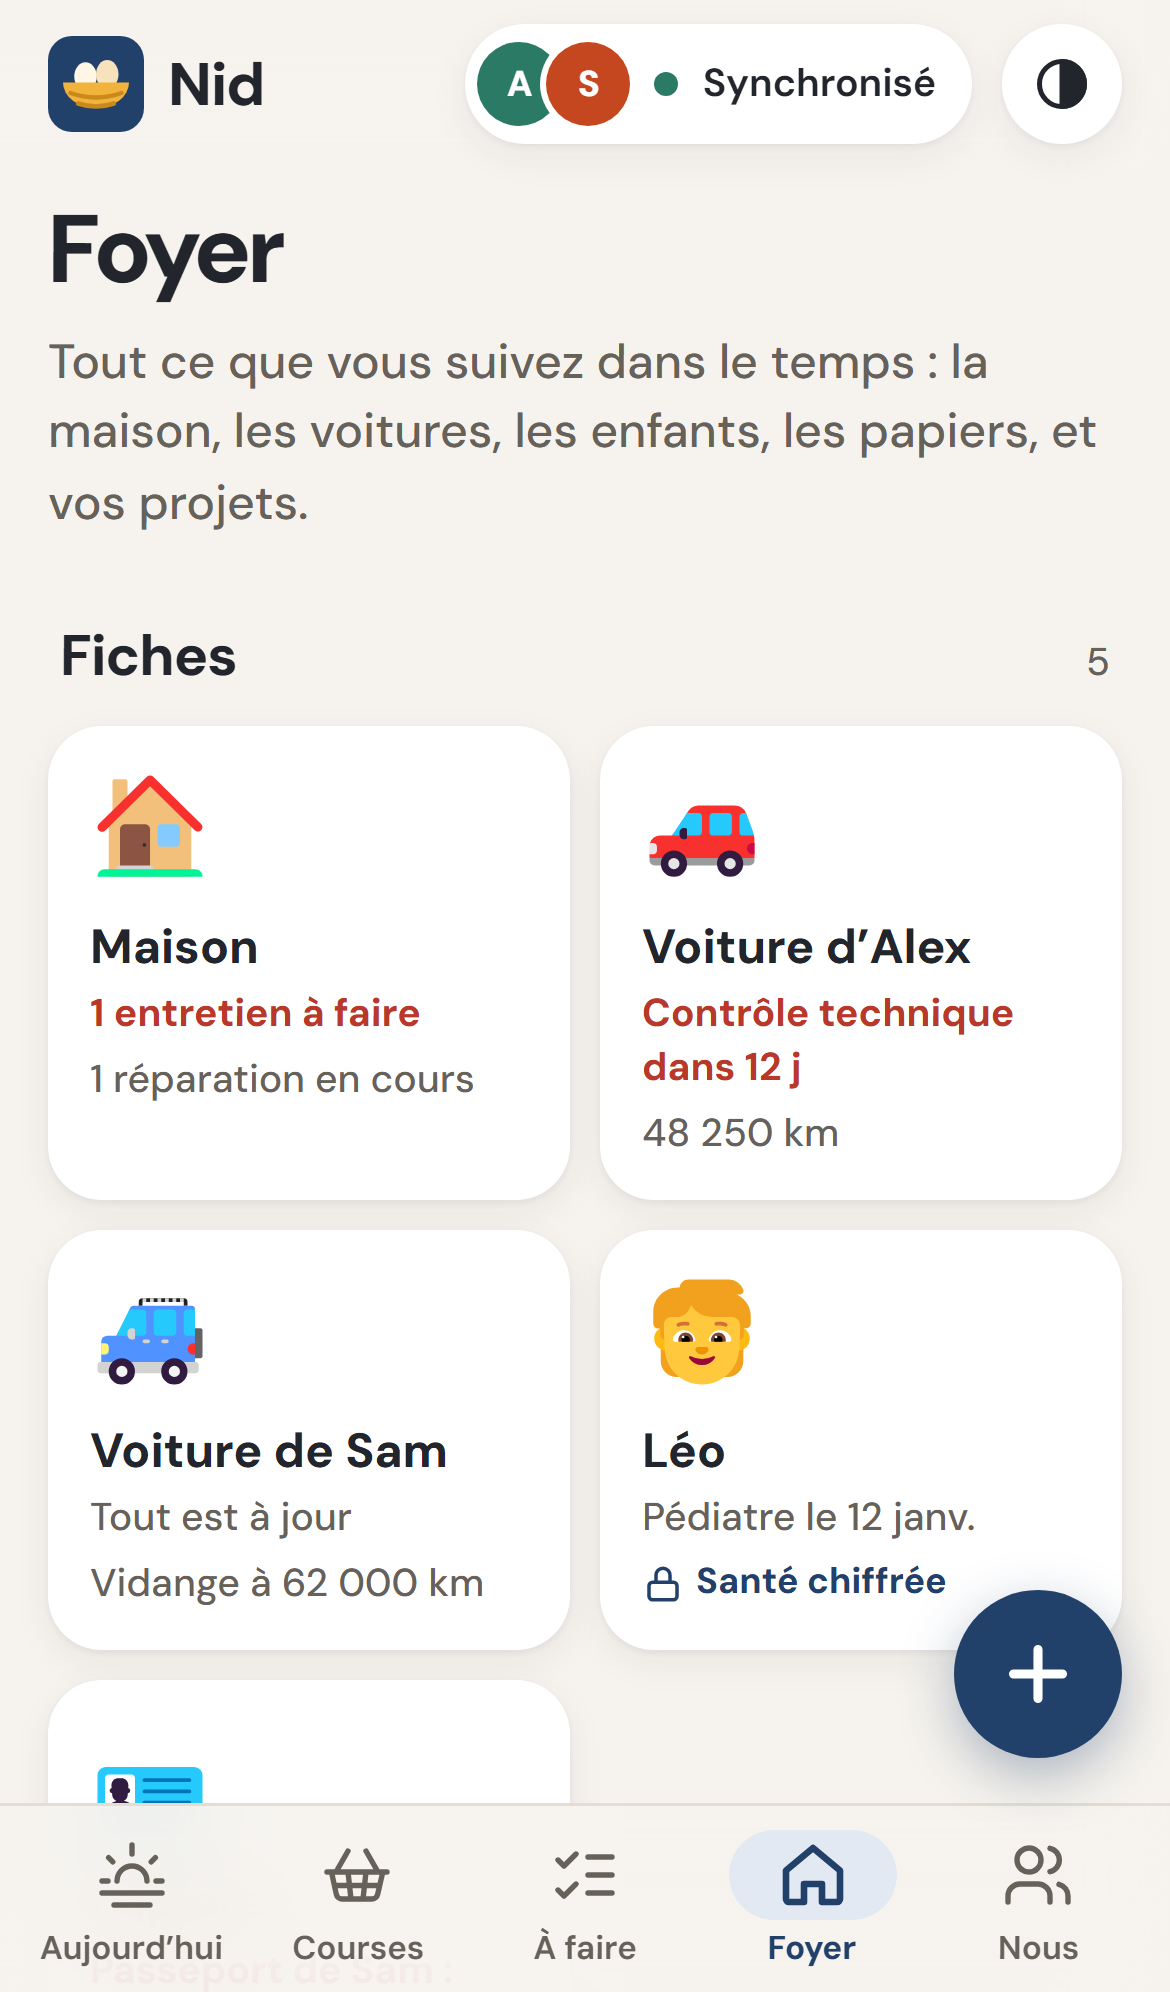 Nid
A
S
Synchronisé
Foyer
Tout ce que vous suivez dans le temps : la
maison, les voitures, les enfants, les papiers, et
vos projets.
Fiches
5
Maison
1 entretien à faire
1 réparation en cours
Voiture d’Alex
Contrôle technique
dans 12 j
48 250 km
Voiture de Sam
Tout est à jour
Vidange à 62 000 km
Léo
Pédiatre le 12 janv.
Santé chiffrée
Passeport de Sam :
Aujourd’hui
Courses
À faire
Foyer
Nous